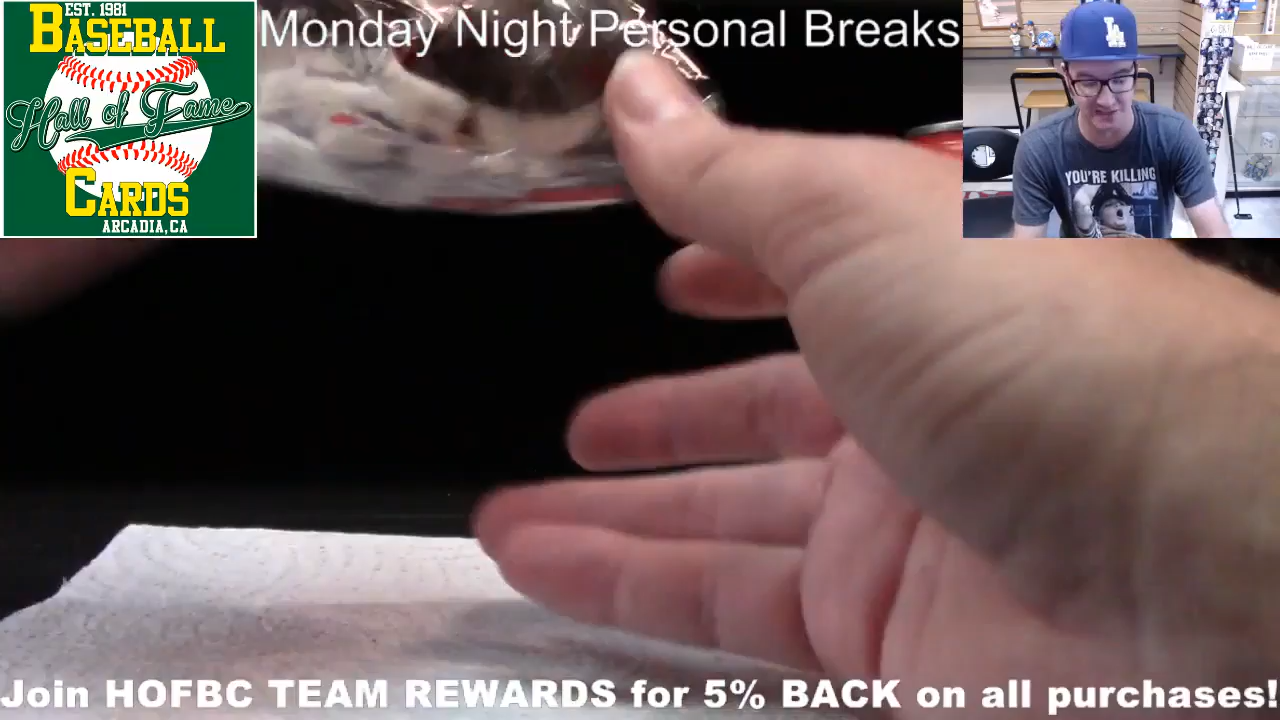 EST. 1981
BASEBALL
Hall of Fame
CARDS
ARCADIA, CA
Monday Night Personal Breaks
LA
YOU'RE KILLING
Join HOFBC TEAM REWARDS for 5% BACK on all purchases!